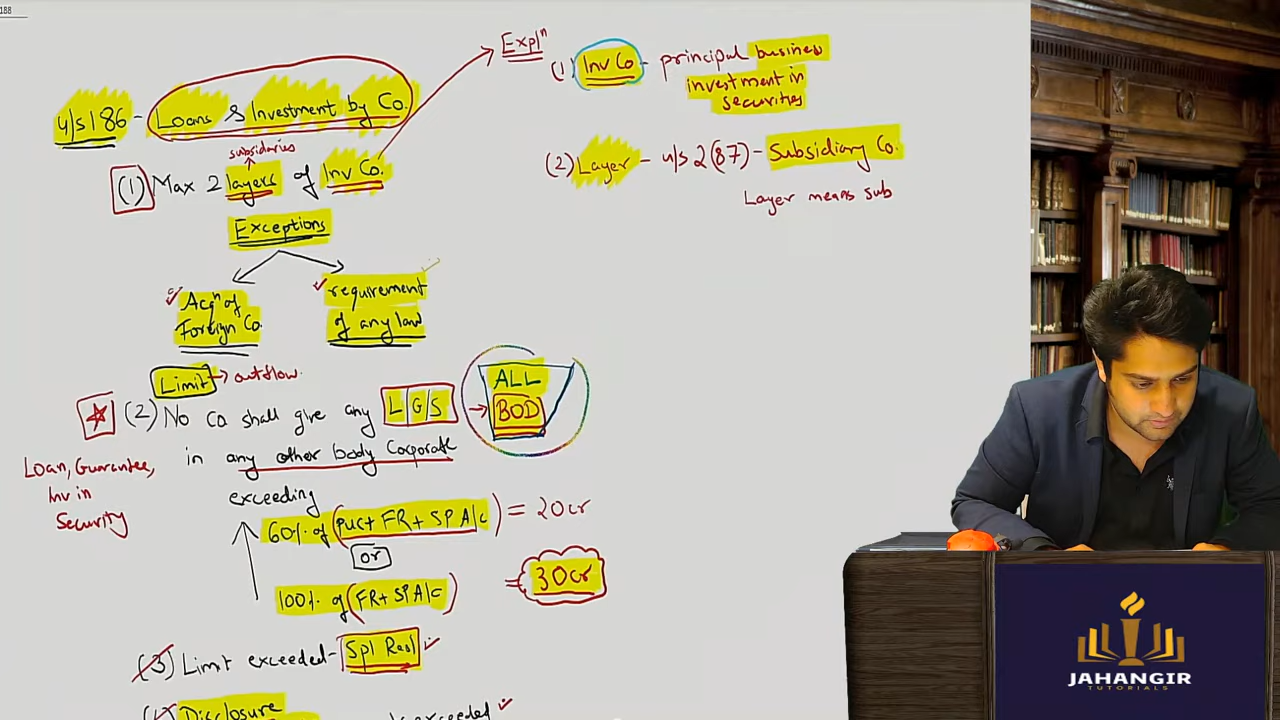 188
u/s 186 - Loans & Investment by Co.
subsidaries
(1) Max 2 layers of Inv Co.
Exceptions
Acqn of
Foreign Co.
requirement
of any law
Limit → outflow.
(2) No Co shall give any L G S
in any other body Corporate
Loan, Guarantee,
Inv in
Security
ALL
BOD
exceeding
60% of (PUC + FR + SP A/c) = 20cr
or
100% of (FR + SP A/c) = 30cr
(3) Limit exceeded - Spl Resl
Disclosure
exceeded
Expln
(1) Inv Co - principal business
investment in
securities
(2) Layer - u/s 2(87) - Subsidiary Co.
Layer means sub
JAHANGIR
TUTORIALS